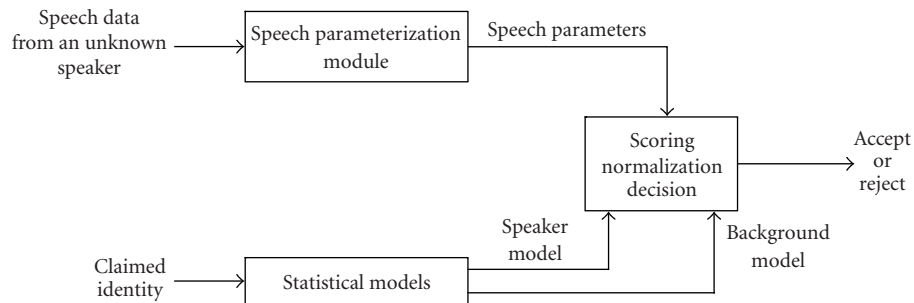 Speech data
from an unknown
speaker
Speech parameterization
module
Speech parameters
Scoring
normalization
decision
Accept
or
reject
Speaker
model
Background
model
Claimed
identity
Statistical models